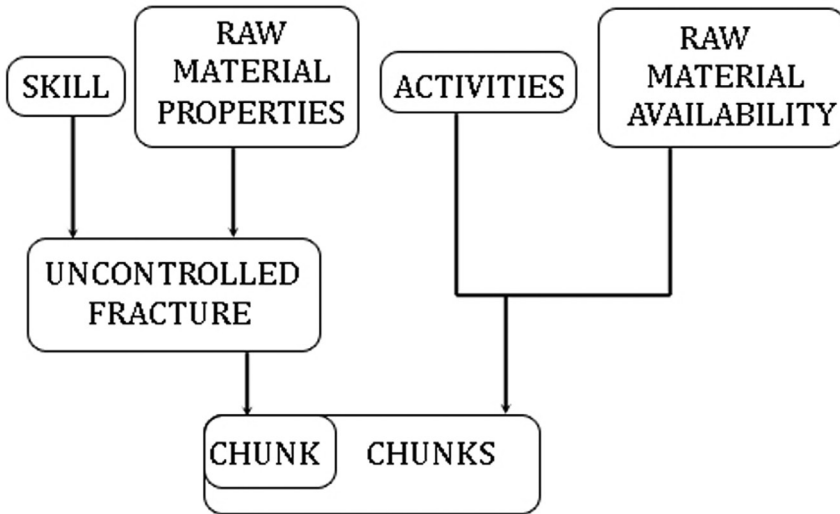 SKILL
RAW
MATERIAL
PROPERTIES
ACTIVITIES
RAW
MATERIAL
AVAILABILITY
UNCONTROLLED
FRACTURE
CHUNK
CHUNKS